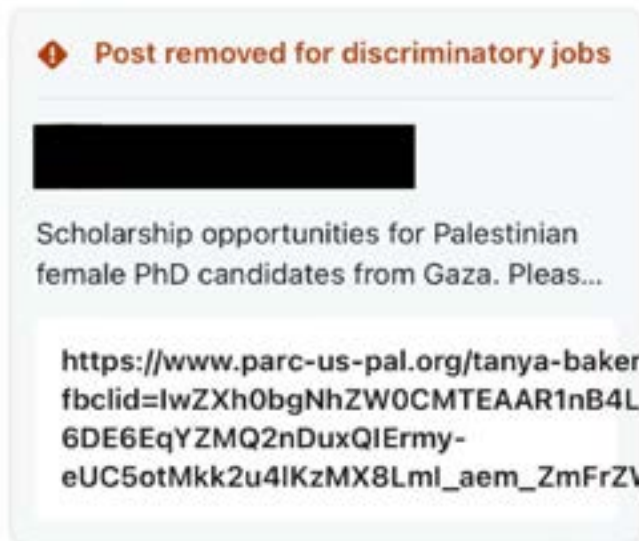 Post removed for discriminatory jobs
Scholarship opportunities for Palestinian
female PhD candidates from Gaza. Pleas...
https://www.parc-us-pal.org/tanya-baker
fbclid=IwZXh0bgNhZW0CMTEAAR1nB4L
6DE6EqYZMQ2nDuxQIErmy-
eUC5otMkk2u4lKzMX8LmI_aem_ZmFrZV